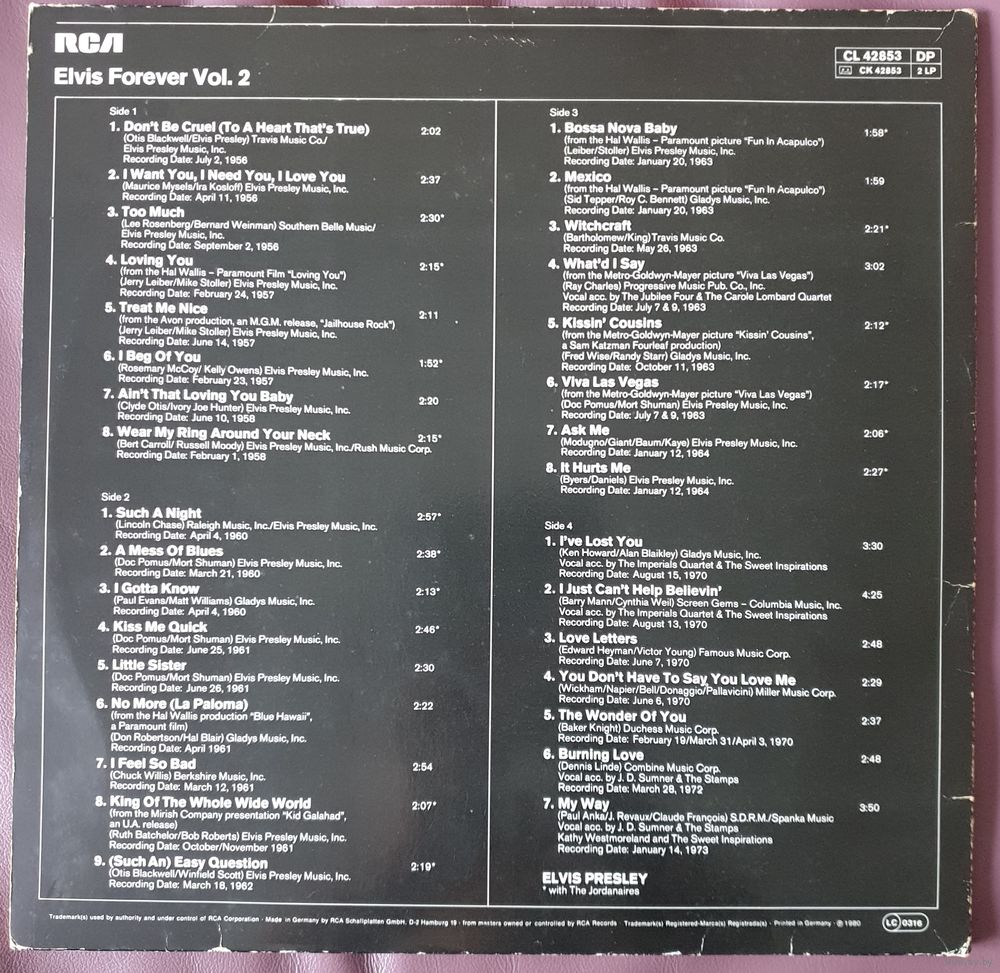 RCA
Elvis Forever Vol. 2
CL 42853 DP
CK 42853 2 LP
Side 1
1. Don't Be Cruel (To A Heart That's True) 2:02
(Otis Blackwell/Elvis Presley) Travis Music Co./
Elvis Presley Music, Inc.
Recording Date: July 2, 1956
2. I Want You, I Need You, I Love You 2:37
(Maurice Mysels/Ira Kosloff) Elvis Presley Music, Inc.
Recording Date: April 11, 1956
3. Too Much 2:30*
(Lee Rosenberg/Bernard Weinman) Southern Belle Music/
Elvis Presley Music, Inc.
Recording Date: September 2, 1956
4. Loving You 2:15*
(from the Hal Wallis – Paramount Film "Loving You")
(Jerry Leiber/Mike Stoller) Elvis Presley Music, Inc.
Recording Date: February 24, 1957
5. Treat Me Nice 2:11
(from the Avon production, an M.G.M. release, "Jailhouse Rock")
(Jerry Leiber/Mike Stoller) Elvis Presley Music, Inc.
Recording Date: June 14, 1957
6. I Beg Of You 1:52*
(Rosemary McCoy/ Kelly Owens) Elvis Presley Music, Inc.
Recording Date: February 23, 1957
7. Ain't That Loving You Baby 2:20
(Clyde Otis/Ivory Joe Hunter) Elvis Presley Music, Inc.
Recording Date: June 10, 1958
8. Wear My Ring Around Your Neck 2:15*
(Bert Carroll/ Russell Moody) Elvis Presley Music, Inc./Rush Music Corp.
Recording Date: February 1, 1958
Side 2
1. Such A Night 2:57*
(Lincoln Chase) Raleigh Music, Inc./Elvis Presley Music, Inc.
Recording Date: April 4, 1960
2. A Mess Of Blues 2:38*
(Doc Pomus/Mort Shuman) Elvis Presley Music, Inc.
Recording Date: March 21, 1960
3. I Gotta Know 2:13*
(Paul Evans/Matt Williams) Gladys Music, Inc.
Recording Date: April 4, 1960
4. Kiss Me Quick 2:46*
(Doc Pomus/Mort Shuman) Elvis Presley Music, Inc.
Recording Date: June 25, 1961
5. Little Sister 2:30
(Doc Pomus/Mort Shuman) Elvis Presley Music, Inc.
Recording Date: June 26, 1961
6. No More (La Paloma) 2:22
(from the Hal Wallis production "Blue Hawaii",
a Paramount film)
(Don Robertson/Hal Blair) Gladys Music, Inc.
Recording Date: April 1961
7. I Feel So Bad 2:54
(Chuck Willis) Berkshire Music, Inc.
Recording Date: March 12, 1961
8. King Of The Whole Wide World 2:07*
(from the Mirish Company presentation "Kid Galahad",
an U.A. release)
(Ruth Batchelor/Bob Roberts) Elvis Presley Music, Inc.
Recording Date: October/November 1961
9. (Such An) Easy Question 2:19*
(Otis Blackwell/Winfield Scott) Elvis Presley Music, Inc.
Recording Date: March 18, 1962
Side 3
1. Bossa Nova Baby 1:58*
(from the Hal Wallis – Paramount picture "Fun In Acapulco")
(Leiber/Stoller) Elvis Presley Music, Inc.
Recording Date: January 20, 1963
2. Mexico 1:59
(from the Hal Wallis – Paramount picture "Fun In Acapulco")
(Sid Tepper/Roy C. Bennett) Gladys Music, Inc.
Recording Date: January 20, 1963
3. Witchcraft 2:21*
(Bartholomew/King) Travis Music Co.
Recording Date: May 26, 1963
4. What'd I Say 3:02
(from the Metro-Goldwyn-Mayer picture "Viva Las Vegas")
(Ray Charles) Progressive Music Pub. Co., Inc.
Vocal acc. by The Jubilee Four & The Carole Lombard Quartet
Recording Date: July 7 & 9, 1963
5. Kissin' Cousins 2:12*
(from the Metro-Goldwyn-Mayer picture "Kissin' Cousins",
a Sam Katzman Fourleaf production)
(Fred Wise/Randy Starr) Gladys Music, Inc.
Recording Date: October 11, 1963
6. Viva Las Vegas 2:17*
(from the Metro-Goldwyn-Mayer picture "Viva Las Vegas")
(Doc Pomus/Mort Shuman) Elvis Presley Music, Inc.
Recording Date: July 7 & 9, 1963
7. Ask Me 2:06*
(Modugno/Giant/Baum/Kaye) Elvis Presley Music, Inc.
Recording Date: January 12, 1964
8. It Hurts Me 2:27*
(Byers/Daniels) Elvis Presley Music, Inc.
Recording Date: January 12, 1964
Side 4
1. I've Lost You 3:30
(Ken Howard/Alan Blaikley) Gladys Music, Inc.
Vocal acc. by The Imperials Quartet & The Sweet Inspirations
Recording Date: August 15, 1970
2. I Just Can't Help Believin' 4:25
(Barry Mann/Cynthia Weil) Screen Gems – Columbia Music, Inc.
Vocal acc. by The Imperials Quartet & The Sweet Inspirations
Recording Date: August 13, 1970
3. Love Letters 2:48
(Edward Heyman/Victor Young) Famous Music Corp.
Recording Date: June 7, 1970
4. You Don't Have To Say You Love Me 2:29
(Wickham/Napier/Bell/Donaggio/Pallavicini) Miller Music Corp.
Recording Date: June 6, 1970
5. The Wonder Of You 2:37
(Baker Knight) Duchess Music Corp.
Recording Date: February 19/March 31/April 3, 1970
6. Burning Love 2:48
(Dennis Linde) Combine Music Corp.
Vocal acc. by J. D. Sumner & The Stamps
Recording Date: March 28, 1972
7. My Way 3:50
(Paul Anka/J. Revaux/Claude François) S.D.R.M./Spanka Music
Vocal acc. by J. D. Sumner & The Stamps
Kathy Westmoreland and The Sweet Inspirations
Recording Date: January 14, 1973
ELVIS PRESLEY
* with The Jordanaires
Trademark(s) used by authority and under control of RCA Corporation · Made in Germany by RCA Schallplatten GmbH, D-2 Hamburg 19 · from masters owned or controlled by RCA Records Trademark(s) Registered-Marca(s) Registrada(s) · Printed in Germany · ℗ 1980
LC 0316